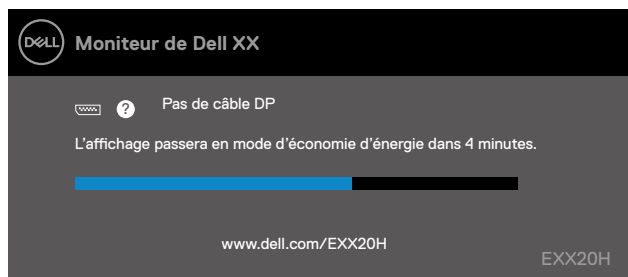 DELL
Moniteur de Dell XX
? Pas de câble DP
L'affichage passera en mode d'économie d'énergie dans 4 minutes.
www.dell.com/EXX20H
EXX20H